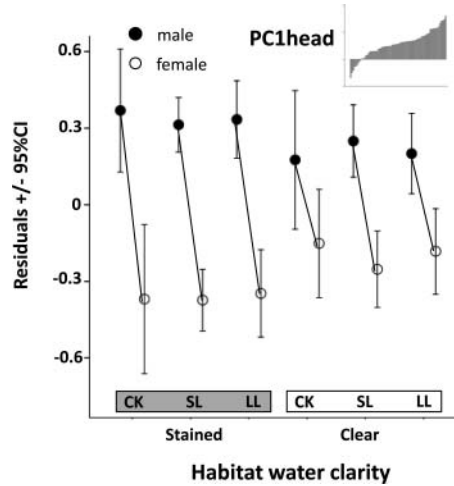 PC1head
male
female
0.6
0.3
0
-0.3
-0.6
Residuals +/- 95%CI
CK SL LL CK SL LL
Stained Clear
Habitat water clarity